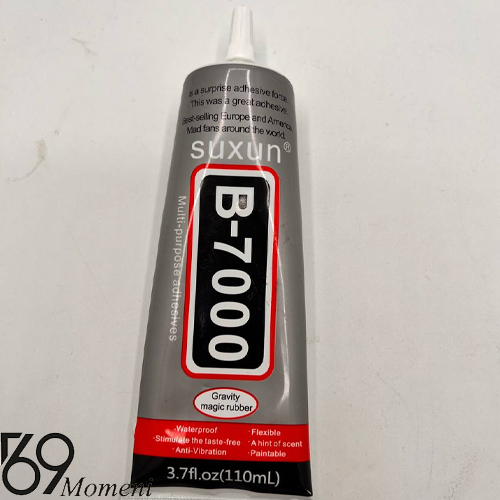 is a surprise adhesive force.
This was a great adhesive.
Best-selling Europe and America
Mad fans around the world.
suxun®
B-7000
Multi-purpose adhesives
Gravity
magic rubber
Waterproof
·Stimulate the taste-free
·Anti-Vibration
·Flexible
·A hint of scent
·Paintable
3.7fl.oz(110mL)
69
Moment